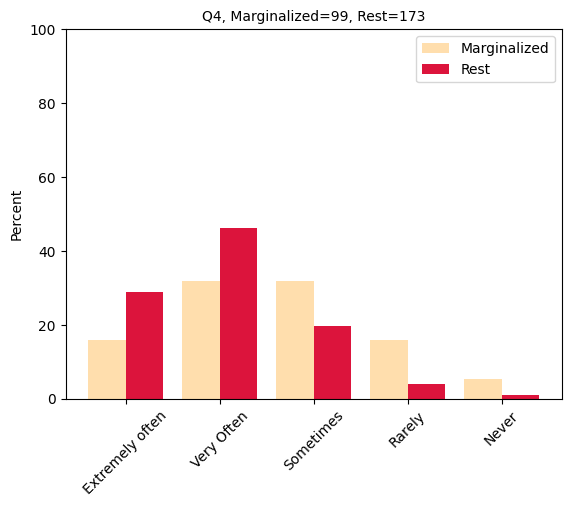 Q4, Marginalized=99, Rest=173
100
80
60
40
20
0
Percent
Marginalized
Rest
Extremely often
Very Often
Sometimes
Rarely
Never